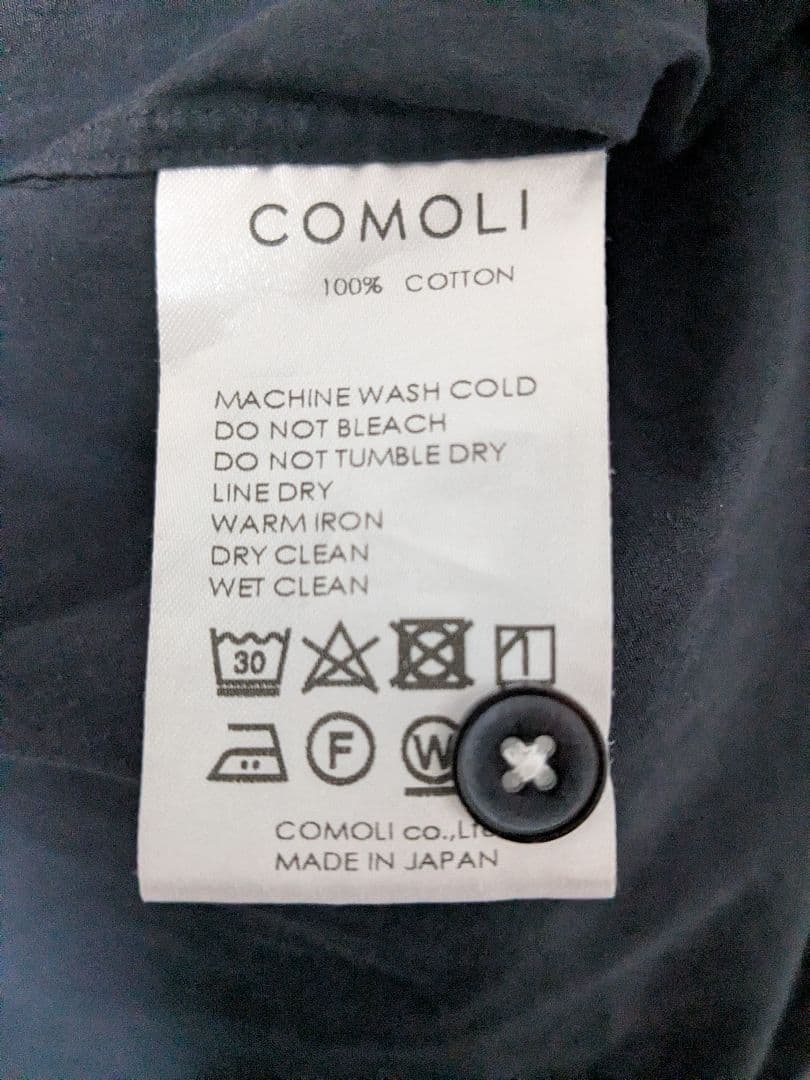 COMOLI
100% COTTON
MACHINE WASH COLD
DO NOT BLEACH
DO NOT TUMBLE DRY
LINE DRY
WARM IRON
DRY CLEAN
WET CLEAN
30
F W
COMOLI co.,
MADE IN JAPAN